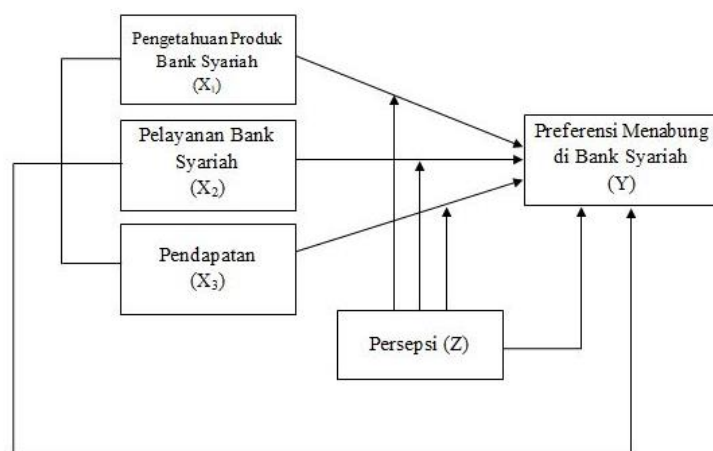 Pengetahuan Produk
Bank Syariah
(X₁)
Pelayanan Bank
Syariah
(X₂)
Pendapatan
(X₃)
Preferensi Menabung
di Bank Syariah
(Y)
Persepsi (Z)